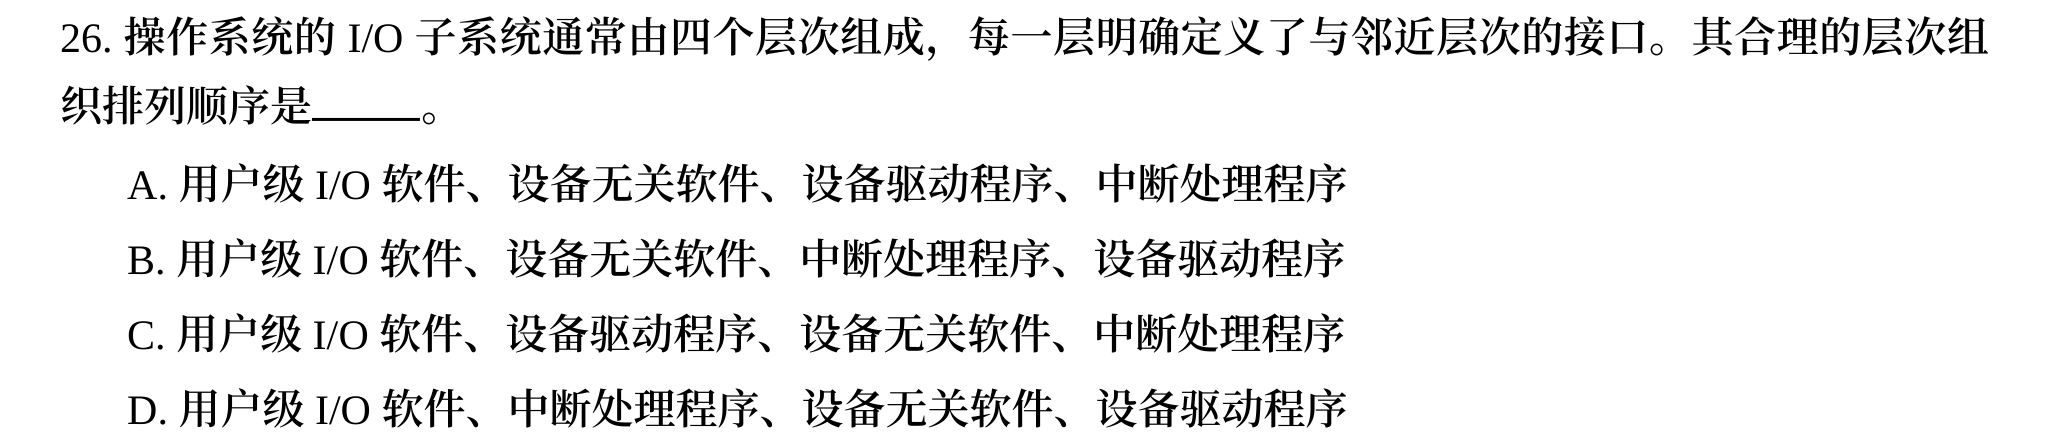 26. 操作系统的 I/O 子系统通常由四个层次组成，每一层明确定义了与邻近层次的接口。其合理的层次组
织排列顺序是_____。
A. 用户级 I/O 软件、设备无关软件、设备驱动程序、中断处理程序
B. 用户级 I/O 软件、设备无关软件、中断处理程序、设备驱动程序
C. 用户级 I/O 软件、设备驱动程序、设备无关软件、中断处理程序
D. 用户级 I/O 软件、中断处理程序、设备无关软件、设备驱动程序